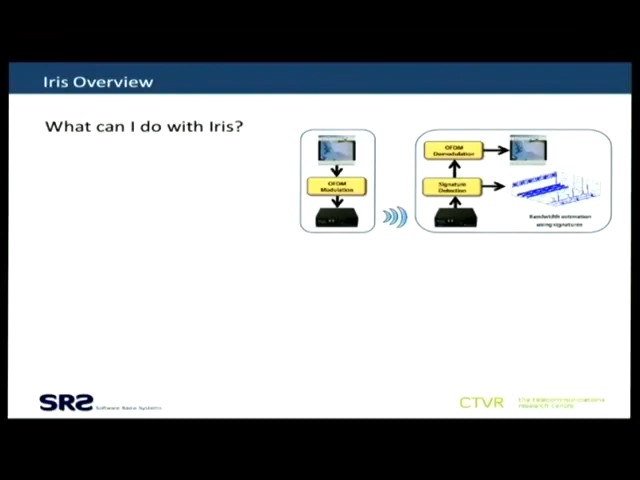 Iris Overview
What can I do with Iris?
OFDM
Modulation
OFDM
Demodulation
Signature
Detection
Bandwidth estimation
using signatures
SRS Software Radio Systems
CTVR the telecommunications
research centre